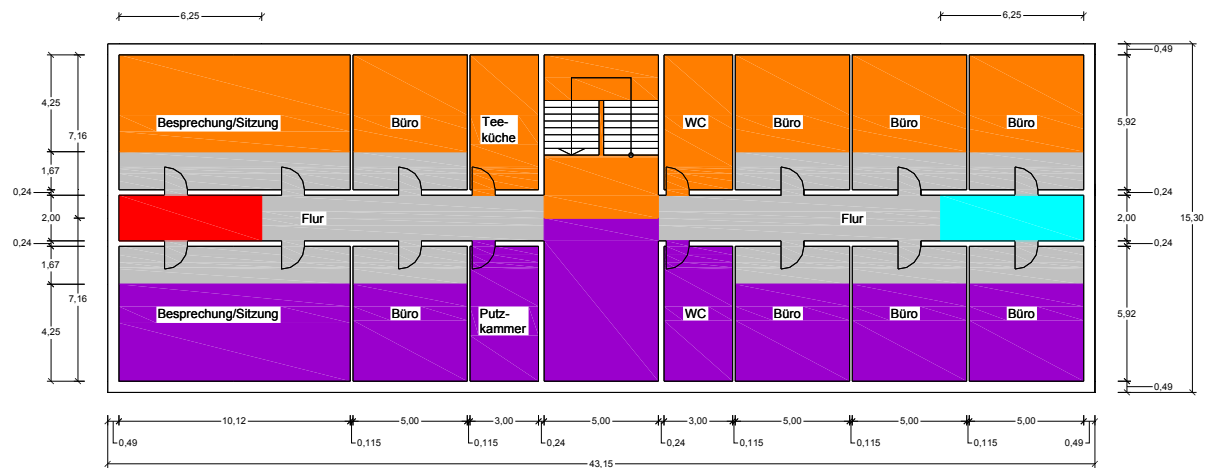 6,25
6,25
0,49
4,25
7,16
1,67
0,24
2,00
0,24
1,67
7,16
4,25
Besprechung/Sitzung
Büro
Tee-
küche
WC
Büro
Büro
Büro
Flur
Flur
Besprechung/Sitzung
Büro
Putz-
kammer
WC
Büro
Büro
Büro
5,92
0,24
2,00
15,30
0,24
5,92
0,49
10,12
5,00
3,00
5,00
3,00
5,00
5,00
5,00
0,49
0,115
0,115
0,24
0,24
0,115
0,115
0,115
0,49
43,15